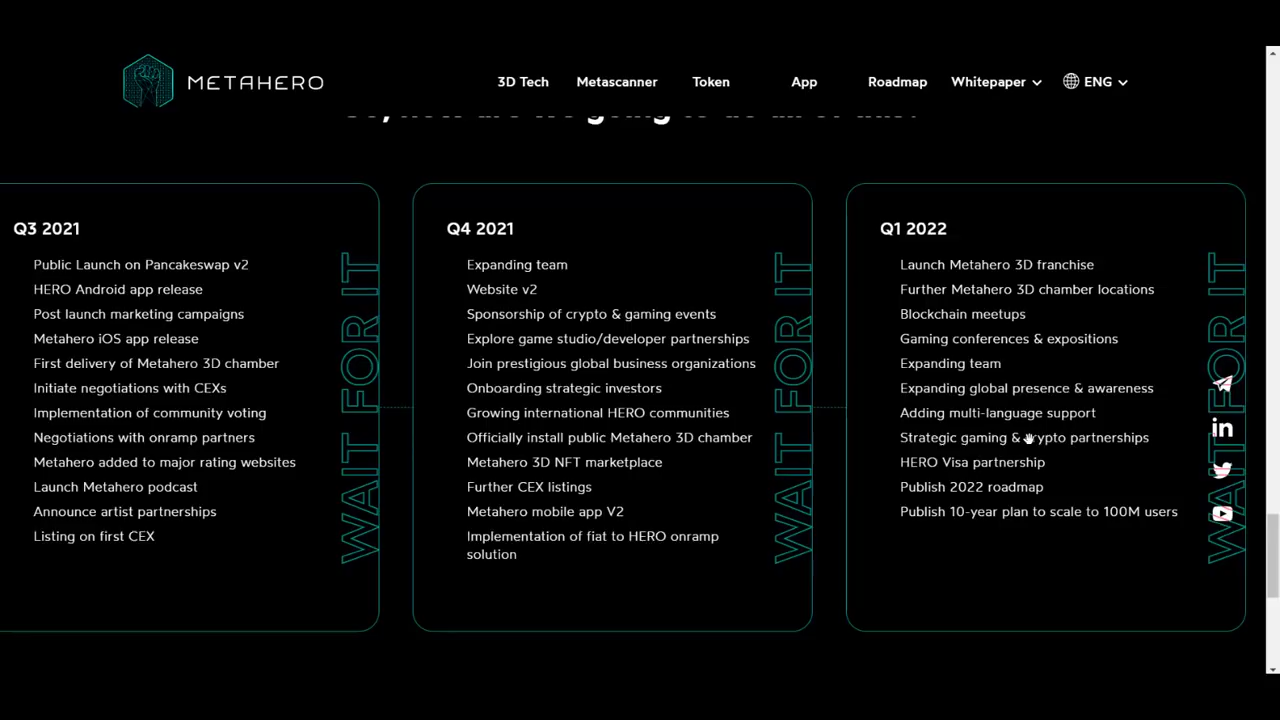 METAHERO
3D Tech
Metascanner
Token
App
Roadmap
Whitepaper
ENG
Q3 2021
Public Launch on Pancakeswap v2
HERO Android app release
Post launch marketing campaigns
Metahero iOS app release
First delivery of Metahero 3D chamber
Initiate negotiations with CEXs
Implementation of community voting
Negotiations with onramp partners
Metahero added to major rating websites
Launch Metahero podcast
Announce artist partnerships
Listing on first CEX
WAIT FOR IT
Q4 2021
Expanding team
Website v2
Sponsorship of crypto & gaming events
Explore game studio/developer partnerships
Join prestigious global business organizations
Onboarding strategic investors
Growing international HERO communities
Officially install public Metahero 3D chamber
Metahero 3D NFT marketplace
Further CEX listings
Metahero mobile app V2
Implementation of fiat to HERO onramp
solution
WAIT FOR IT
Q1 2022
Launch Metahero 3D franchise
Further Metahero 3D chamber locations
Blockchain meetups
Gaming conferences & expositions
Expanding team
Expanding global presence & awareness
Adding multi-language support
Strategic gaming & crypto partnerships
HERO Visa partnership
Publish 2022 roadmap
Publish 10-year plan to scale to 100M users
WAIT FOR IT
in